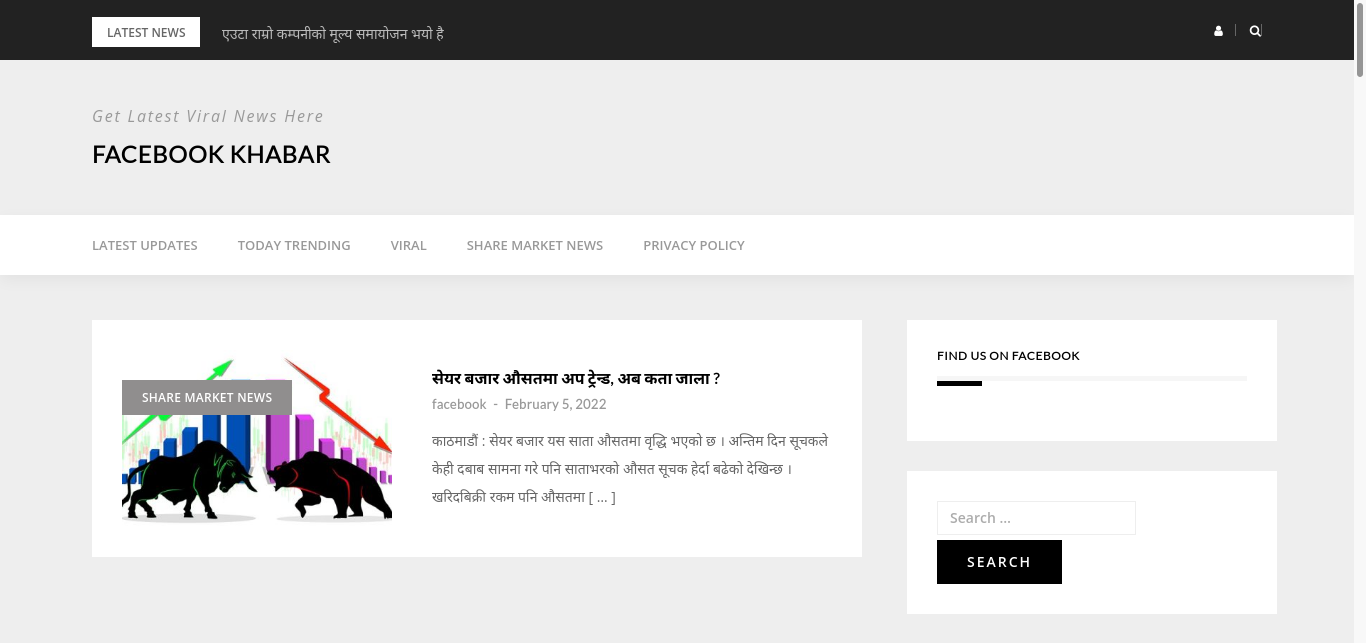 LATEST NEWS
एउटा राम्रो कम्पनीको मूल्य समायोजन भयो है
Get Latest Viral News Here
FACEBOOK KHABAR
LATEST UPDATES
TODAY TRENDING
VIRAL
SHARE MARKET NEWS
PRIVACY POLICY
SHARE MARKET NEWS
सेयर बजार औसतमा अप ट्रेन्ड, अब कता जाला ?
facebook - February 5, 2022
काठमाडौं : सेयर बजार यस साता औसतमा वृद्धि भएको छ । अन्तिम दिन सूचकले
केही दबाब सामना गरे पनि साताभरको औसत सूचक हेर्दा बढेको देखिन्छ ।
खरिदबिक्री रकम पनि औसतमा [ … ]
FIND US ON FACEBOOK
Search …
SEARCH